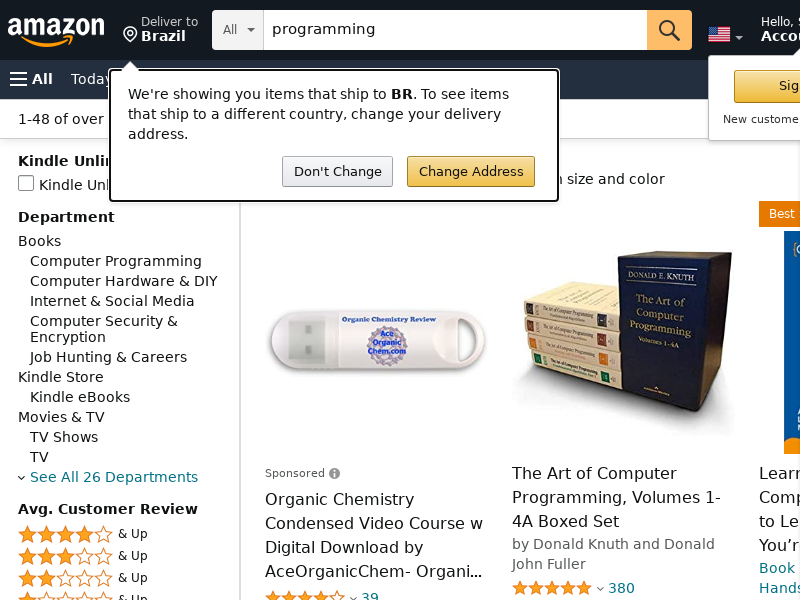 amazon
Deliver to
Brazil
All
programming
Hello, S
Accou
All
Today
We're showing you items that ship to BR. To see items
that ship to a different country, change your delivery
address.
Don't Change
Change Address
Sig
New custome
1-48 of over
size and color
Kindle Unlim
Kindle Unl
Department
Books
Computer Programming
Computer Hardware & DIY
Internet & Social Media
Computer Security &
Engineering
Job Hunting & Careers
Kindle Store
Kindle eBooks
Movies & TV
TV Shows
TV
See All 26 Departments
Avg. Customer Review
& Up
& Up
& Up
& Up
Organic Chemistry Review
Ace
Organic
Chem.com
Sponsored
Organic Chemistry
Condensed Video Course w
Digital Download by
AceOrganicChem- Organi...
39
DONALD E. KNUTH
The Art of
Computer
Programming
Volumes 1-4A
The Art of Computer
Programming, Volumes 1-
4A Boxed Set
by Donald Knuth and Donald
John Fuller
380
Best
Learn
Comp
to Le
You're
Book
Hands